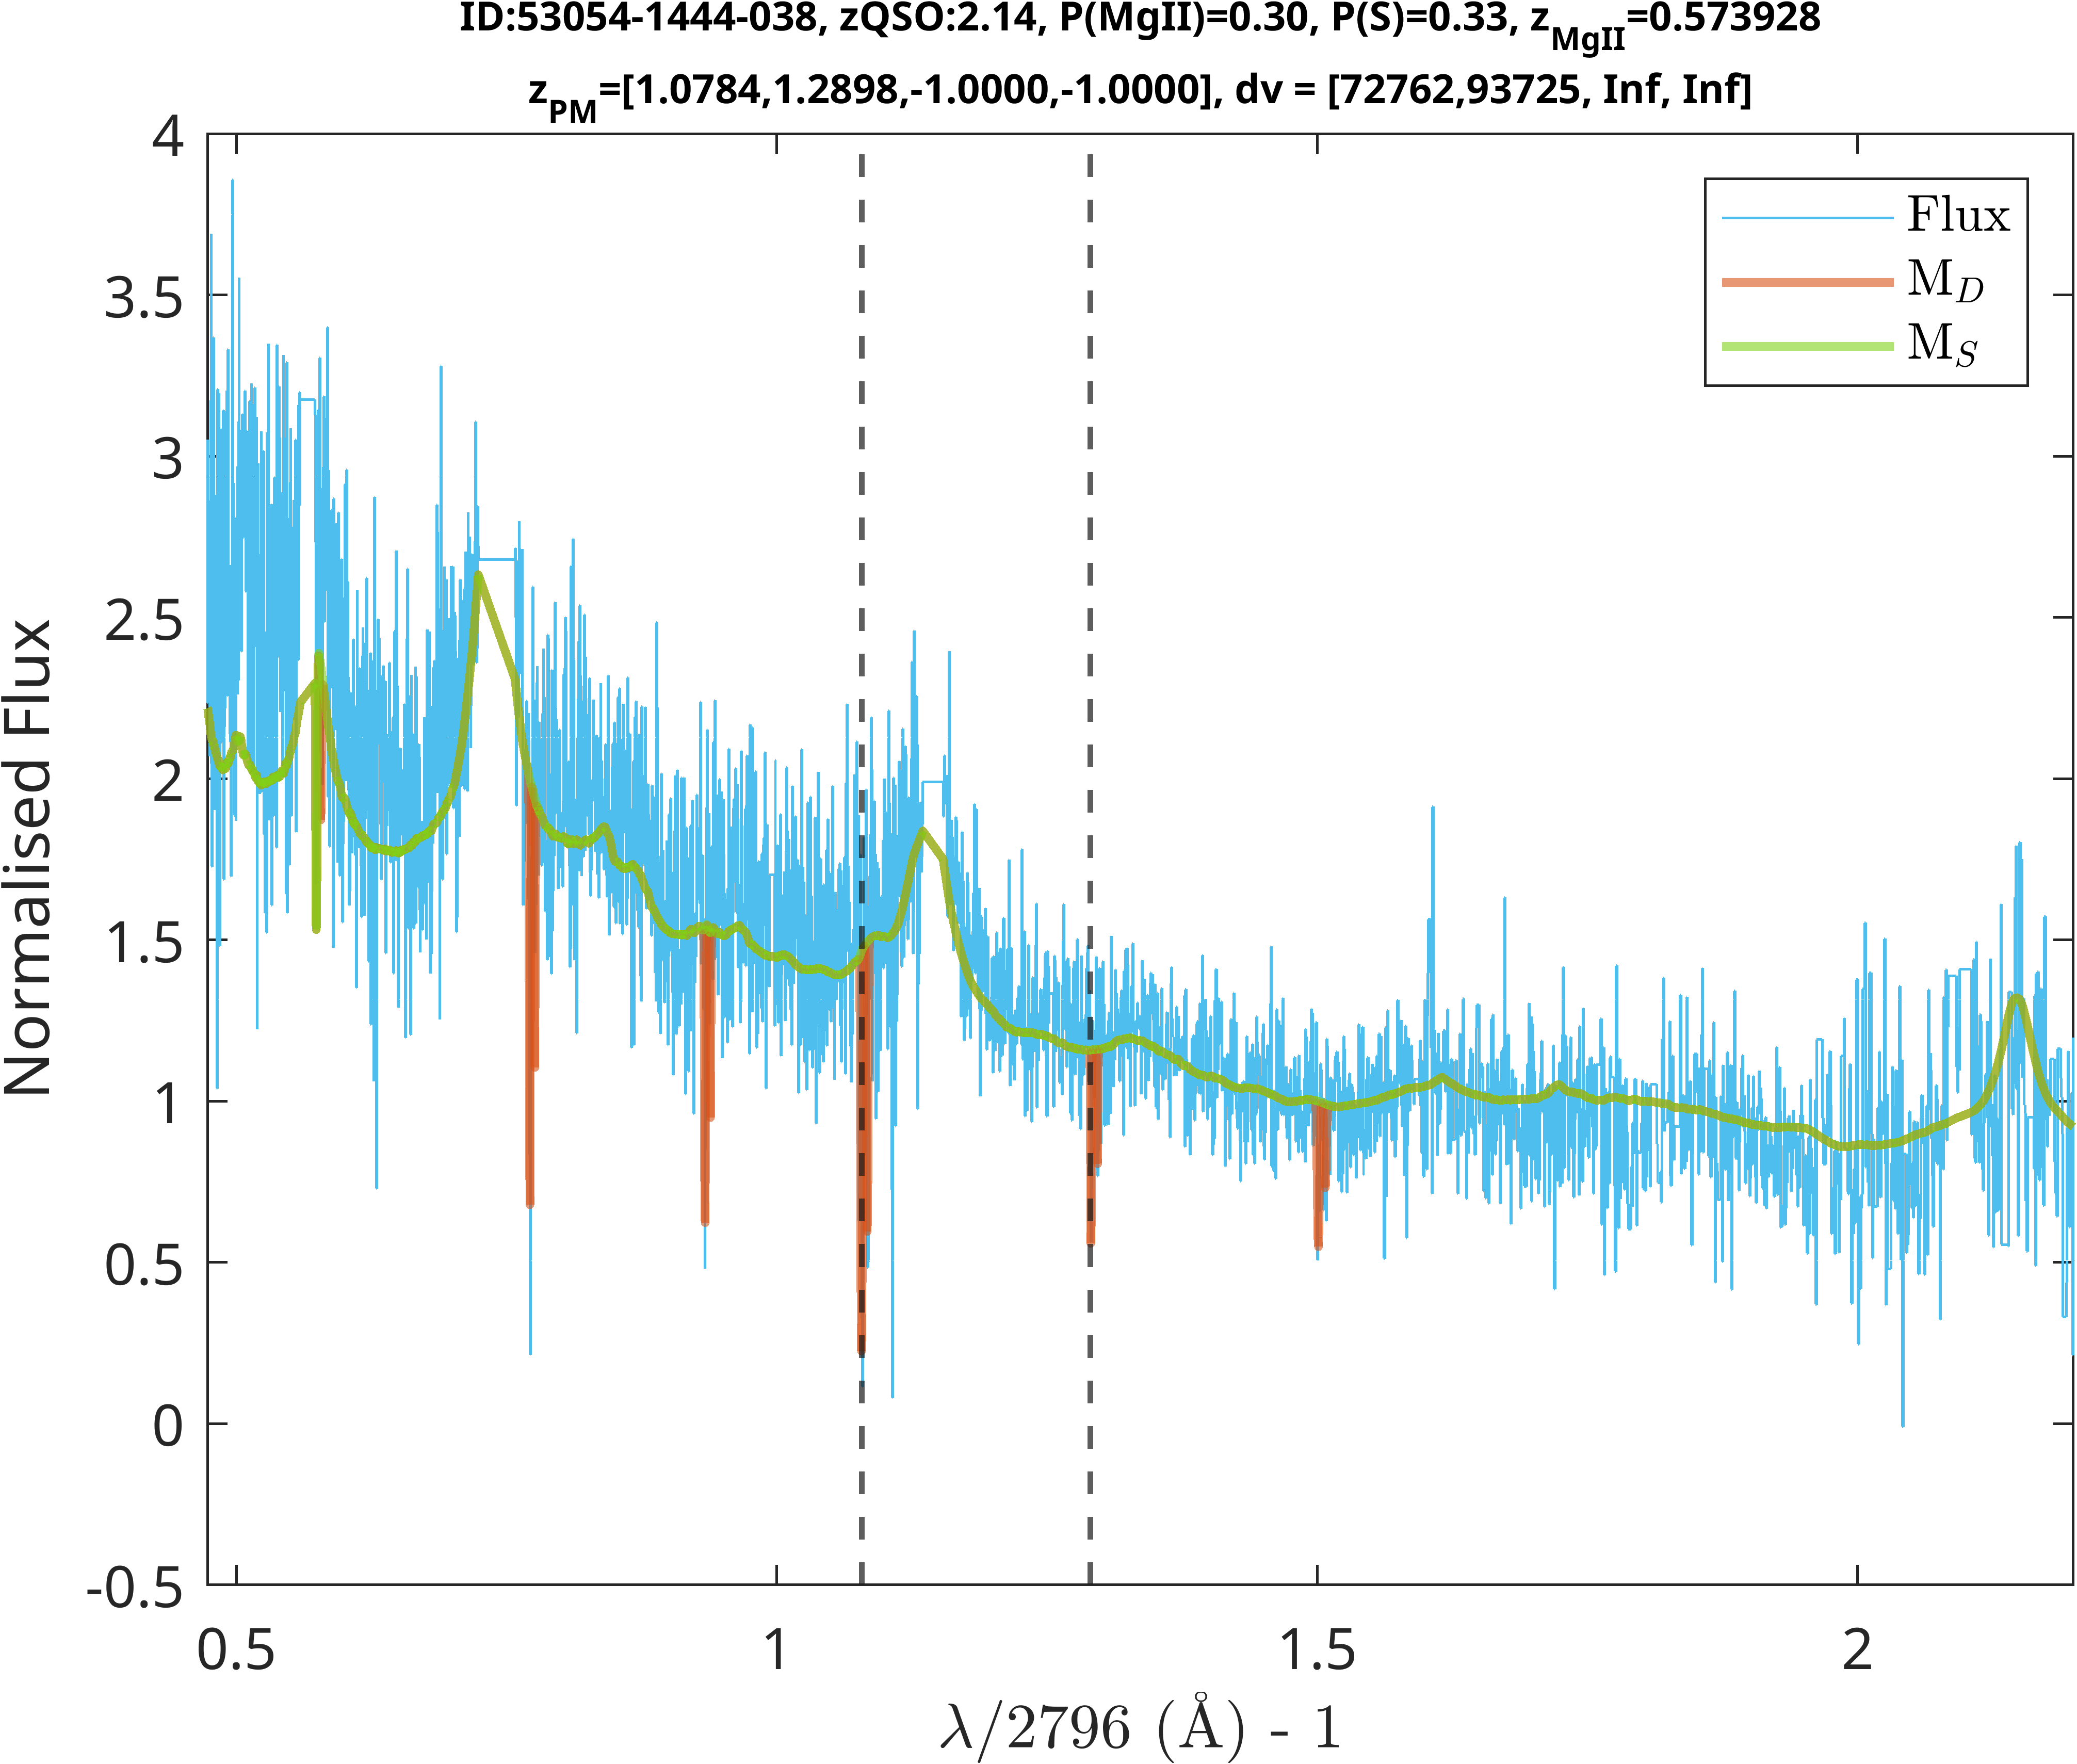 ID:53054-1444-038, zQSO:2.14, P(MgII)=0.30, P(S)=0.33, zMgII=0.573928
zPM=[1.0784,1.2898,-1.0000,-1.0000], dv = [72762,93725, Inf, Inf]
4
3.5
3
2.5
2
1.5
1
0.5
0
-0.5
Normalised Flux
Flux
MD
MS
0.5 1 1.5 2
λ/2796 (Å) - 1